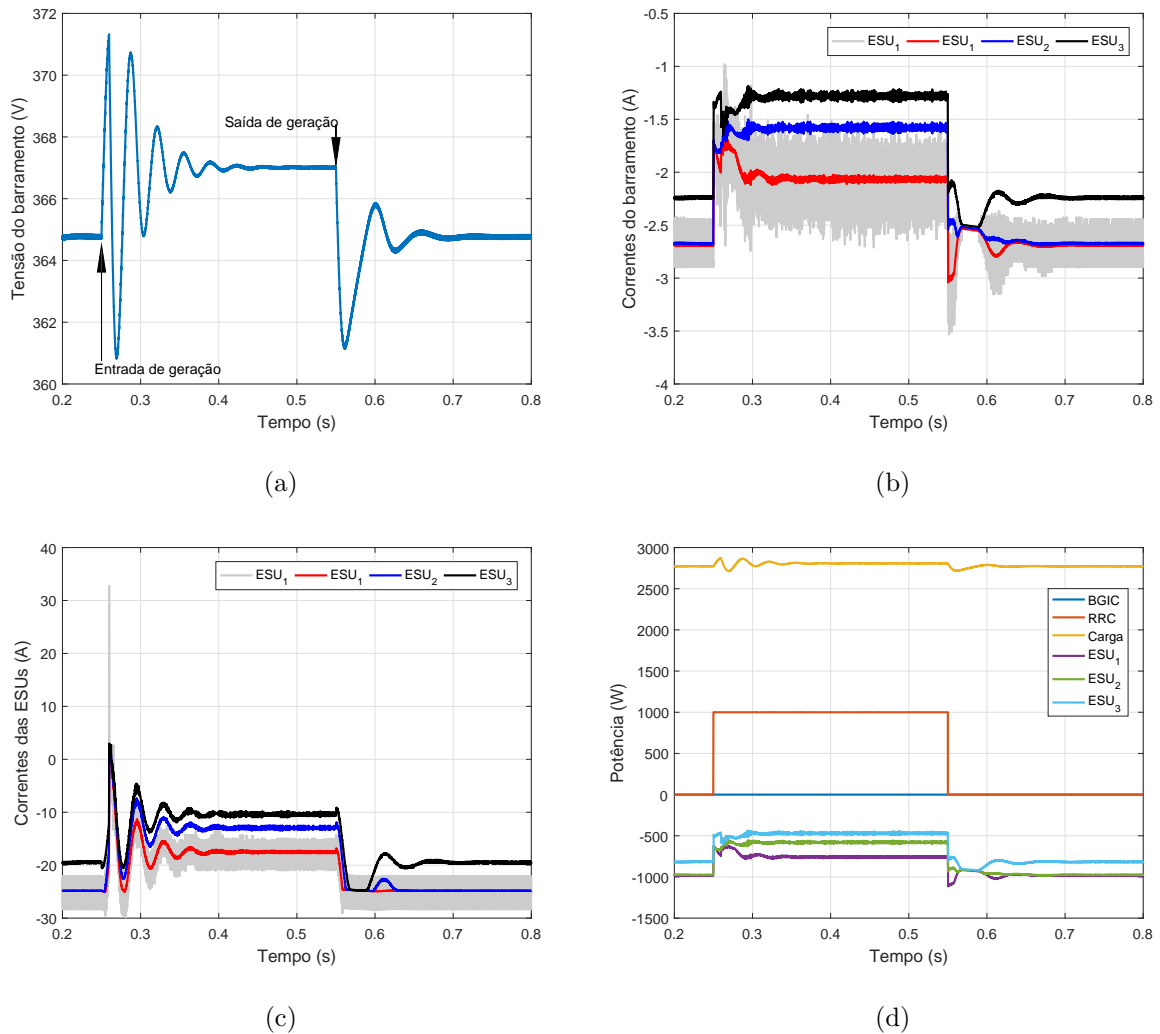 372
370
368
366
364
362
360
Tensão do barramento (V)
Saída de geração
Entrada de geração
0.2 0.3 0.4 0.5 0.6 0.7 0.8
Tempo (s)
(a)
-0.5
-1
-1.5
-2
-2.5
-3
-3.5
-4
Correntes do barramento (A)
ESU1 ESU1 ESU2 ESU3
0.2 0.3 0.4 0.5 0.6 0.7 0.8
Tempo (s)
(b)
40
30
20
10
0
-10
-20
-30
Correntes das ESUs (A)
ESU1 ESU1 ESU2 ESU3
0.2 0.3 0.4 0.5 0.6 0.7 0.8
Tempo (s)
(c)
3000
2500
2000
1500
1000
500
0
-500
-1000
-1500
Potência (W)
BGIC
RRC
Carga
ESU1
ESU2
ESU3
0.2 0.3 0.4 0.5 0.6 0.7 0.8
Tempo (s)
(d)